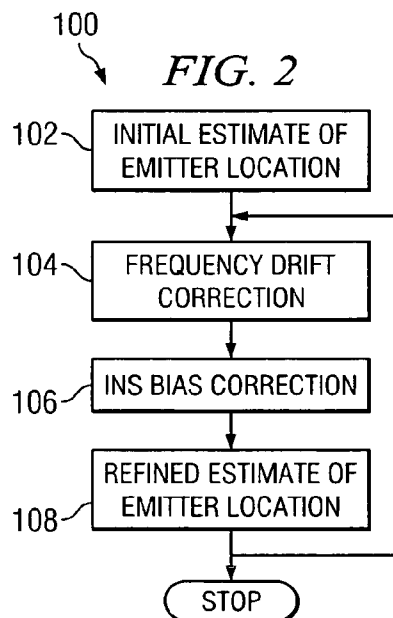 100
FIG. 2
102
INITIAL ESTIMATE OF
EMITTER LOCATION
104
FREQUENCY DRIFT
CORRECTION
106
INS BIAS CORRECTION
108
REFINED ESTIMATE OF
EMITTER LOCATION
STOP